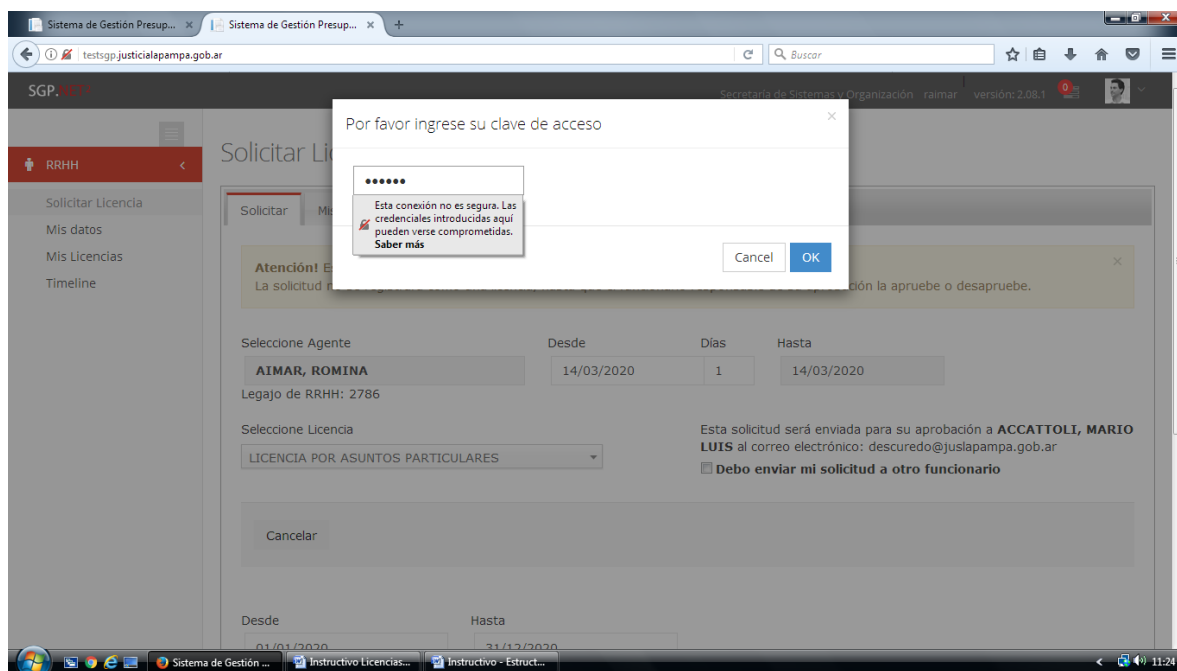 Sistema de Gestión Presup... × Sistema de Gestión Presup... × +
testsgp.justicialapampa.gob.ar Buscar
SGP.NET Secretaría de Sistemas y Organización raimar versión: 2.08.1 0
Por favor ingrese su clave de acceso ×
RRHH
Solicitar Li
••••••
Esta conexión no es segura. Las
credenciales introducidas aquí
pueden verse comprometidas.
Saber más
Solicitar Licencia
Mis datos
Mis Licencias
Timeline
Solicitar
Cancel OK
Atención! ×
La solicitud la apruebe o desapruebe.
Seleccione Agente Desde Días Hasta
AIMAR, ROMINA 14/03/2020 1 14/03/2020
Legajo de RRHH: 2786
Seleccione Licencia
LICENCIA POR ASUNTOS PARTICULARES
Esta solicitud será enviada para su aprobación a ACCATTOLI, MARIO
LUIS al correo electrónico: descuredo@juslapampa.gob.ar
Debo enviar mi solicitud a otro funcionario
Cancelar
Desde Hasta
01/01/2020 31/12/2020
Sistema de Gestión ... Instructivo Licencias... Instructivo - Estruct... 11:24